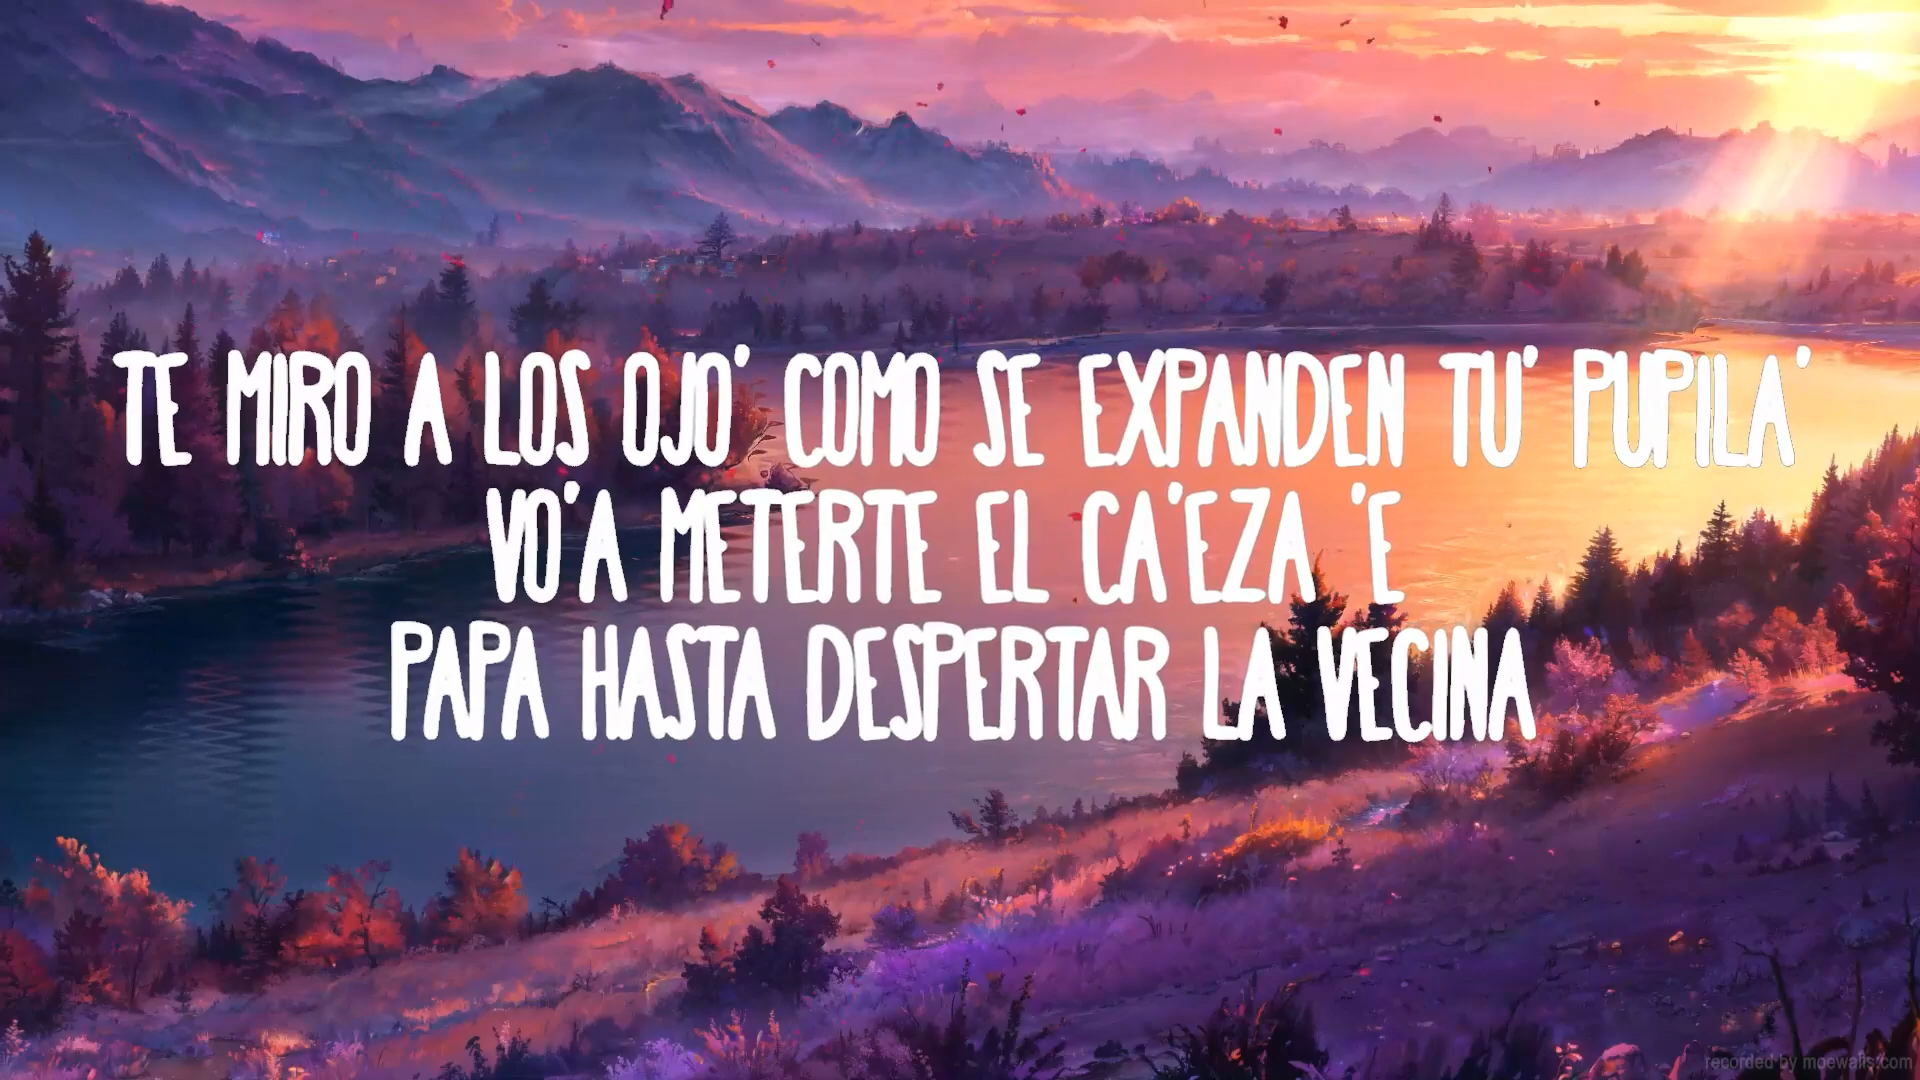 TE MIRO A LOS OJO' COMO SE EXPANDEN TU' PUPILA'
VO'A METERTE EL CA'EZA 'E
PAPA HASTA DESPERTAR LA VECINA
recorded by moewalls.com